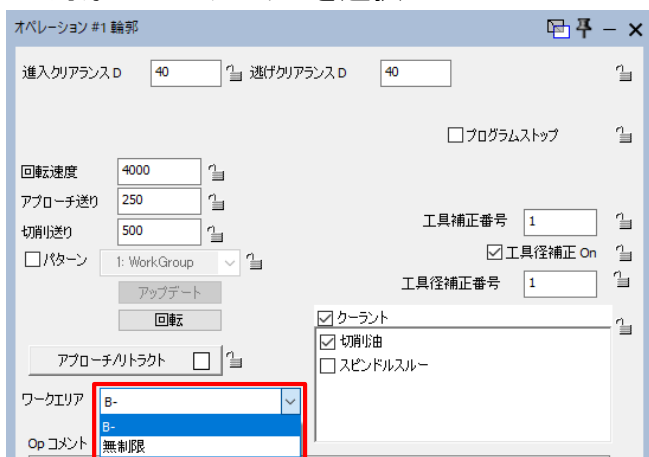 オペレーション #1 輪郭
進入クリアランス D 40 逃げクリアランス D 40
プログラムストップ
回転速度 4000
アプローチ送り 250
切削送り 500
工具補正番号 1
工具径補正 On
パターン 1: WorkGroup
工具径補正番号 1
アップデート
回転
クーラント
切削油
スピンドルスルー
アプローチ/リトラクト
ワークエリア B-
B-
無制限
Op コメント